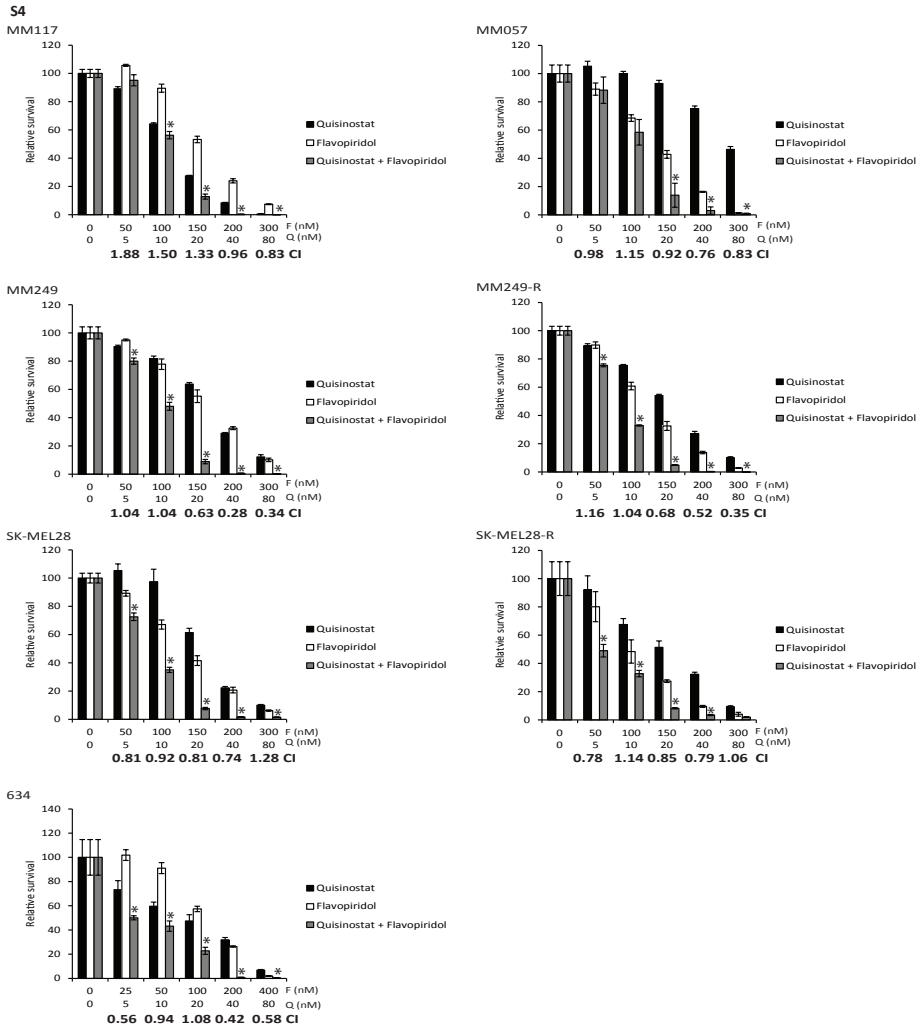 S4
MM117
120
100
80
60
40
20
0
Relative survival
Quisinostat
Flavopiridol
Quisinostat + Flavopiridol
* * * *
0 50 100 150 200 300 F (nM)
0 5 10 20 40 80 Q (nM)
1.88 1.50 1.33 0.96 0.83 CI
MM057
120
100
80
60
40
20
0
Relative survival
Quisinostat
Flavopiridol
Quisinostat + Flavopiridol
* * *
0 50 100 150 200 300 F (nM)
0 5 10 20 40 80 Q (nM)
0.98 1.15 0.92 0.76 0.83 CI
MM249
120
100
80
60
40
20
0
Relative survival
Quisinostat
Flavopiridol
Quisinostat + Flavopiridol
* * * * *
0 50 100 150 200 300 F (nM)
0 5 10 20 40 80 Q (nM)
1.04 1.04 0.63 0.28 0.34 CI
MM249-R
120
100
80
60
40
20
0
Relative survival
Quisinostat
Flavopiridol
Quisinostat + Flavopiridol
* * * * *
0 50 100 150 200 300 F (nM)
0 5 10 20 40 80 Q (nM)
1.16 1.04 0.68 0.52 0.35 CI
SK-MEL28
120
100
80
60
40
20
0
Relative survival
Quisinostat
Flavopiridol
Quisinostat + Flavopiridol
* * * * *
0 50 100 150 200 300 F (nM)
0 5 10 20 40 80 Q (nM)
0.81 0.92 0.81 0.74 1.28 CI
SK-MEL28-R
120
100
80
60
40
20
0
Relatvie survival
Quisinostat
Flavopiridol
Quisinostat + Flavopiridol
* * * *
0 50 100 150 200 300 F (nM)
0 5 10 20 40 80 Q (nM)
0.78 1.14 0.85 0.79 1.06 CI
634
140
120
100
80
60
40
20
0
Relative survival
Quisinostat
Flavopiridol
Quisinostat + Flavopiridol
* * * * *
0 25 50 100 200 400 F (nM)
0 5 10 20 40 80 Q (nM)
0.56 0.94 1.08 0.42 0.58 CI